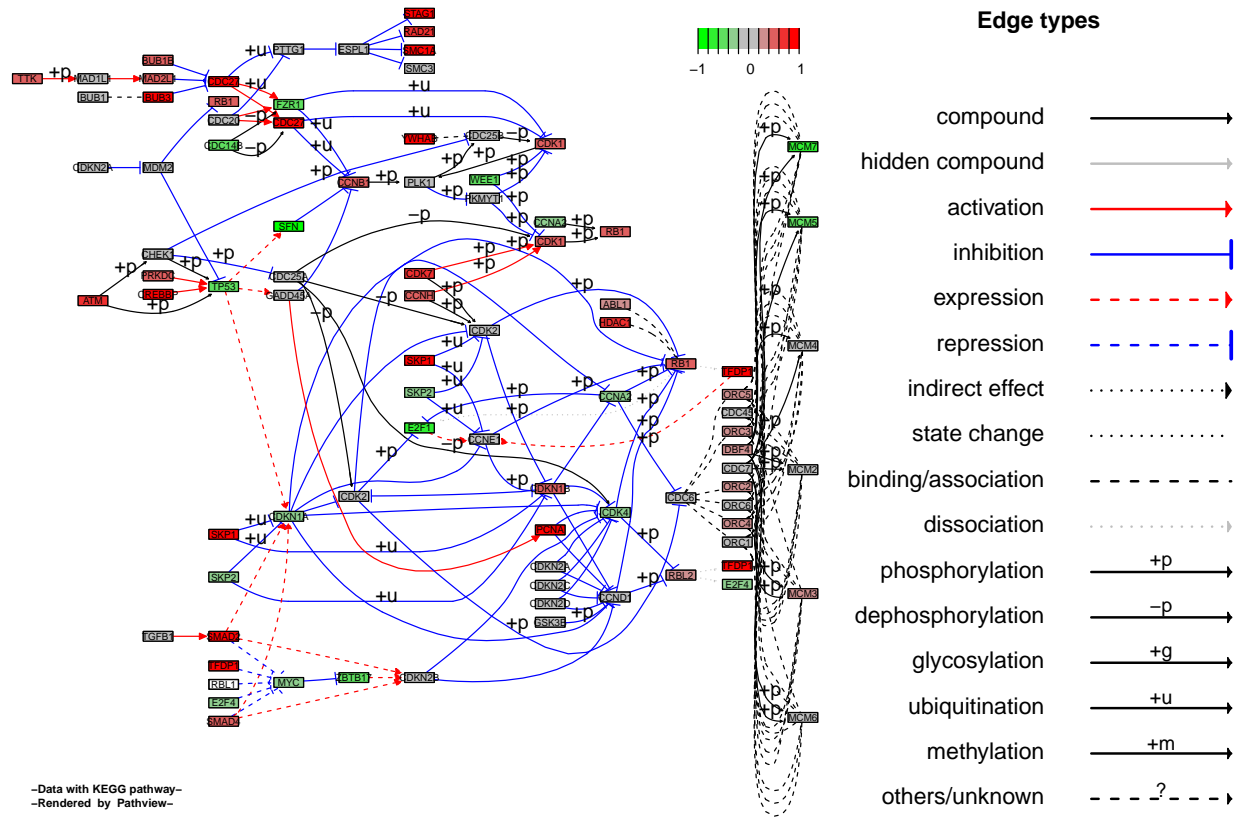 Edge types
−1 0 1
compound
hidden compound
activation
inhibition
expression
repression
indirect effect
state change
binding/association
dissociation
phosphorylation +p
dephosphorylation −p
glycosylation +g
ubiquitination +u
methylation +m
others/unknown ?
STAG1
RAD21
SMC1A
SMC3
PTTG1
ESPL1
+u
BUB1B
TTK
+p
MAD1L1
MAD2L1
BUB1
BUB3
RB1
FZR1
CDC20
−p
CDC14B
−p
+u
+u
+u
+u
YWHAB
CDC25B
−p
CDK1
CDKN2A
MDM2
CCNB1
+p
PLK1
WEE1
PKMYT1
+p
+p
+p
+p
+p
SFN
−p
CCNA2
+p
CDK1
+p
RB1
+p
CHEK1
+p
+p
+p
PRKDC
CREBBP
TP53
ATM
+p
CDC25A
GADD45A
CDK7
CCNH
+p
+p
+p
+p
−p
−p
ABL1
HDAC1
+p
CDK2
SKP1
+u
+u
SKP2
+u
E2F1
CCNE1
−p
+p
RB1
+p
+p
+p
CCNA2
+p
+p
+p
CDK2
CDKN1B
CDC6
CDKN1A
CDK4
PCNA
+p
SKP1
+u
+u
+u
SKP2
+u
CDKN2A
CDKN2C
CDKN2D
GSK3B
+p
+p
CCND1
+p
RBL2
TGFB1
TFDP1
RBL1
E2F4
SMAD4
MYC
ZBTB17
CDKN2B
TFDP1
ORC5
CDC45
ORC3
DBF4
CDC7
ORC2
ORC6
ORC4
ORC1
TFDP1
E2F4
+p
MCM7
+p
MCM5
+p
+p
MCM4
+p
MCM2
+p
MCM3
+p
+p
MCM6
−Data with KEGG pathway−
−Rendered by Pathview−